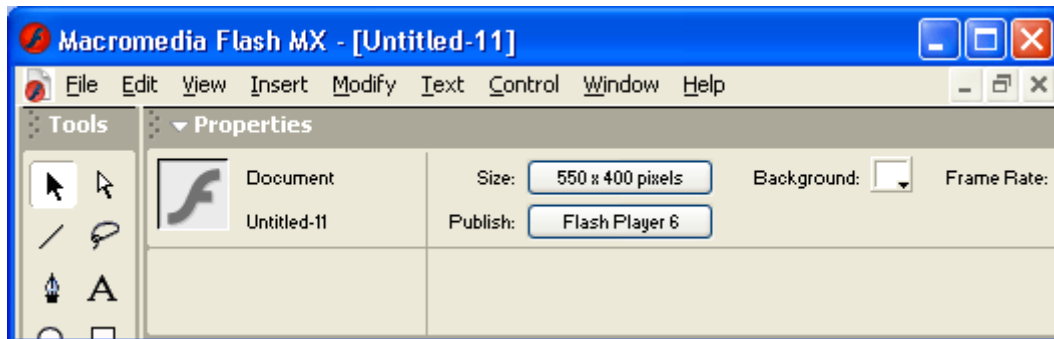 Macromedia Flash MX - [Untitled-11]
File Edit View Insert Modify Text Control Window Help
Tools Properties
Document Size: 550 x 400 pixels Background: Frame Rate:
Untitled-11 Publish: Flash Player 6
A